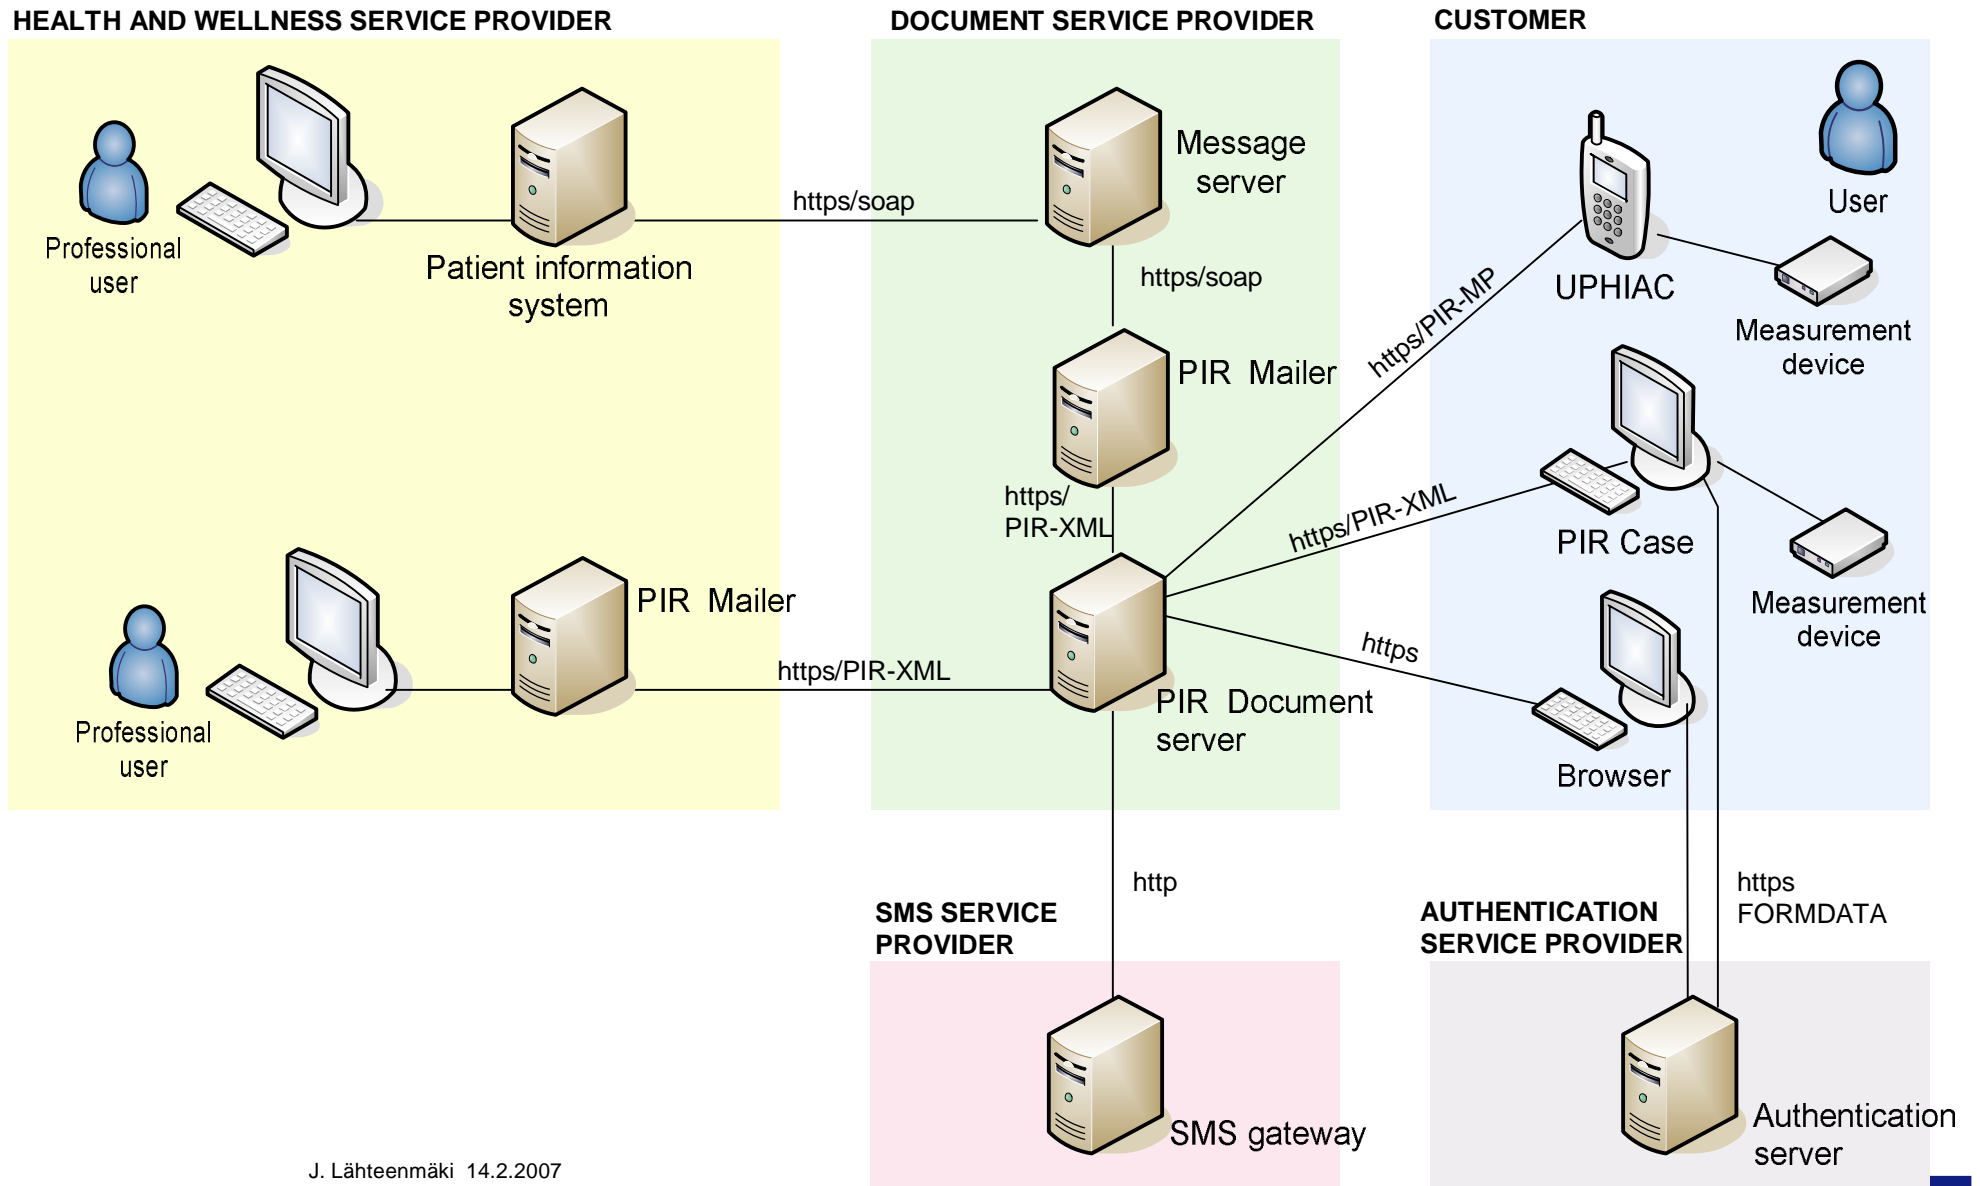 HEALTH AND WELLNESS SERVICE PROVIDER
DOCUMENT SERVICE PROVIDER
CUSTOMER
Professional
user
Patient information
system
https/soap
Message
server
https/soap
PIR Mailer
https/
PIR-XML
Professional
user
PIR Mailer
https/PIR-XML
PIR Document
server
https/PIR-MP
https/PIR-XML
https
User
UPHIAC
Measurement
device
PIR Case
Measurement
device
Browser
http
https
FORMDATA
SMS SERVICE
PROVIDER
SMS gateway
AUTHENTICATION
SERVICE PROVIDER
Authentication
server
J. Lähteenmäki 14.2.2007